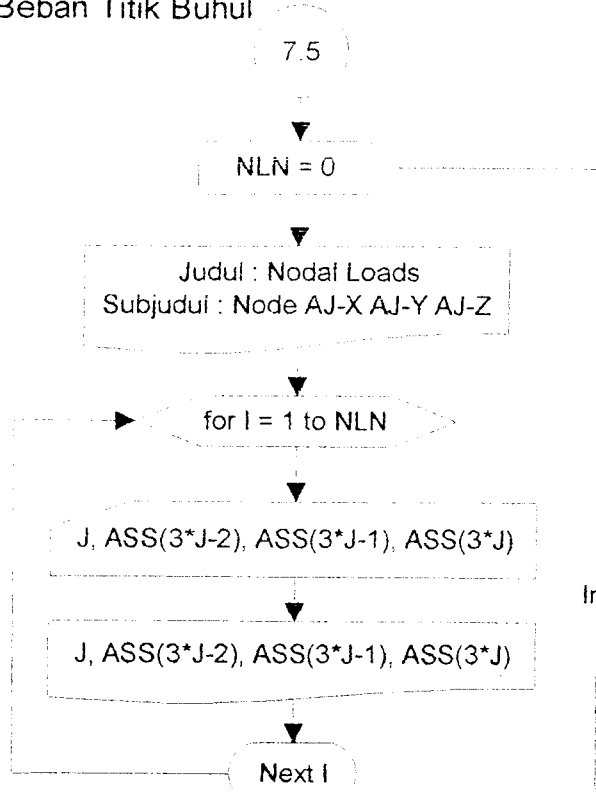 Beban Titik Buhul
7.5
NLN = 0
Judul : Nodal Loads
Subjudul : Node AJ-X AJ-Y AJ-Z
for I = 1 to NLN
J, ASS(3*J-2), ASS(3*J-1), ASS(3*J)
J, ASS(3*J-2), ASS(3*J-1), ASS(3*J)
Next I